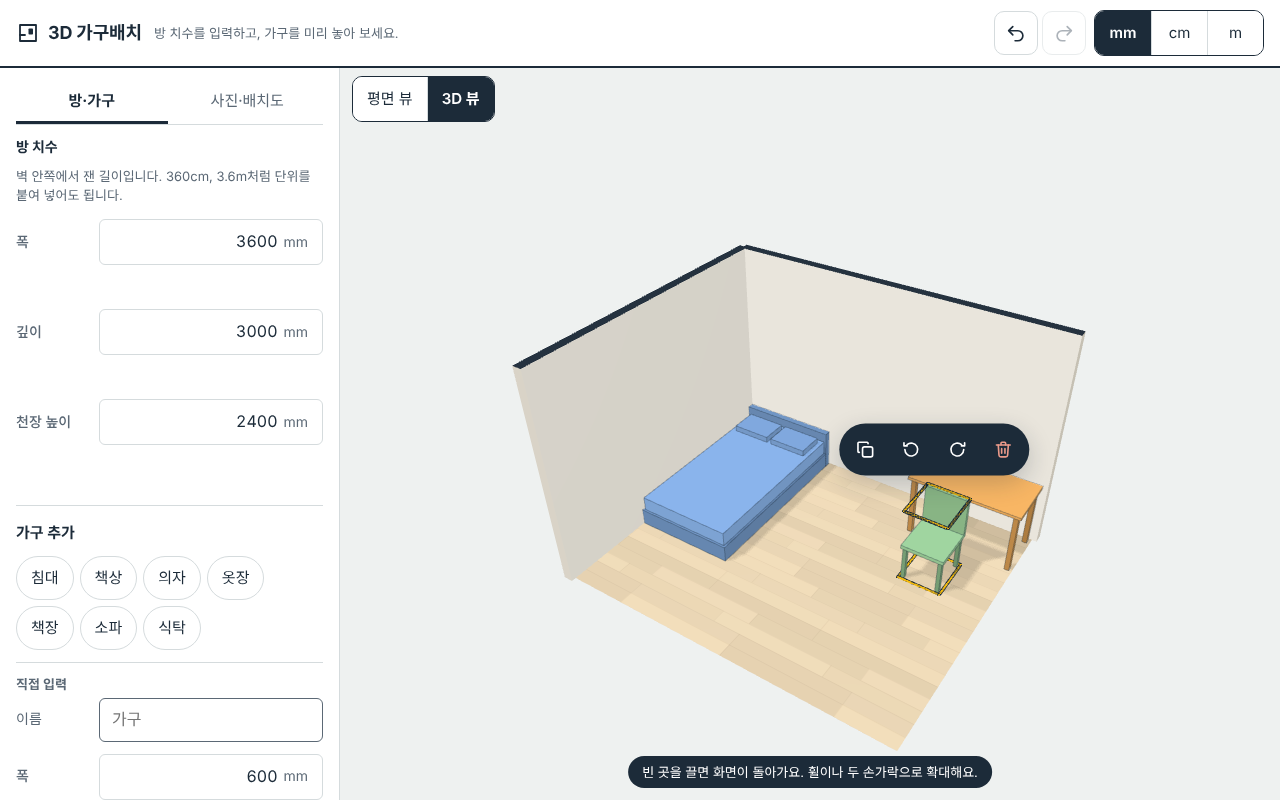 3D 가구배치
방 치수를 입력하고, 가구를 미리 놓아 보세요.
mm
cm
m
방·가구
사진·배치도
평면 뷰
3D 뷰
방 치수
벽 안쪽에서 잰 길이입니다. 360cm, 3.6m처럼 단위를
붙여 넣어도 됩니다.
폭
3600 mm
깊이
3000 mm
천장 높이
2400 mm
가구 추가
침대
책상
의자
옷장
책장
소파
식탁
직접 입력
이름
가구
폭
600 mm
빈 곳을 끌면 화면이 돌아가요. 휠이나 두 손가락으로 확대해요.